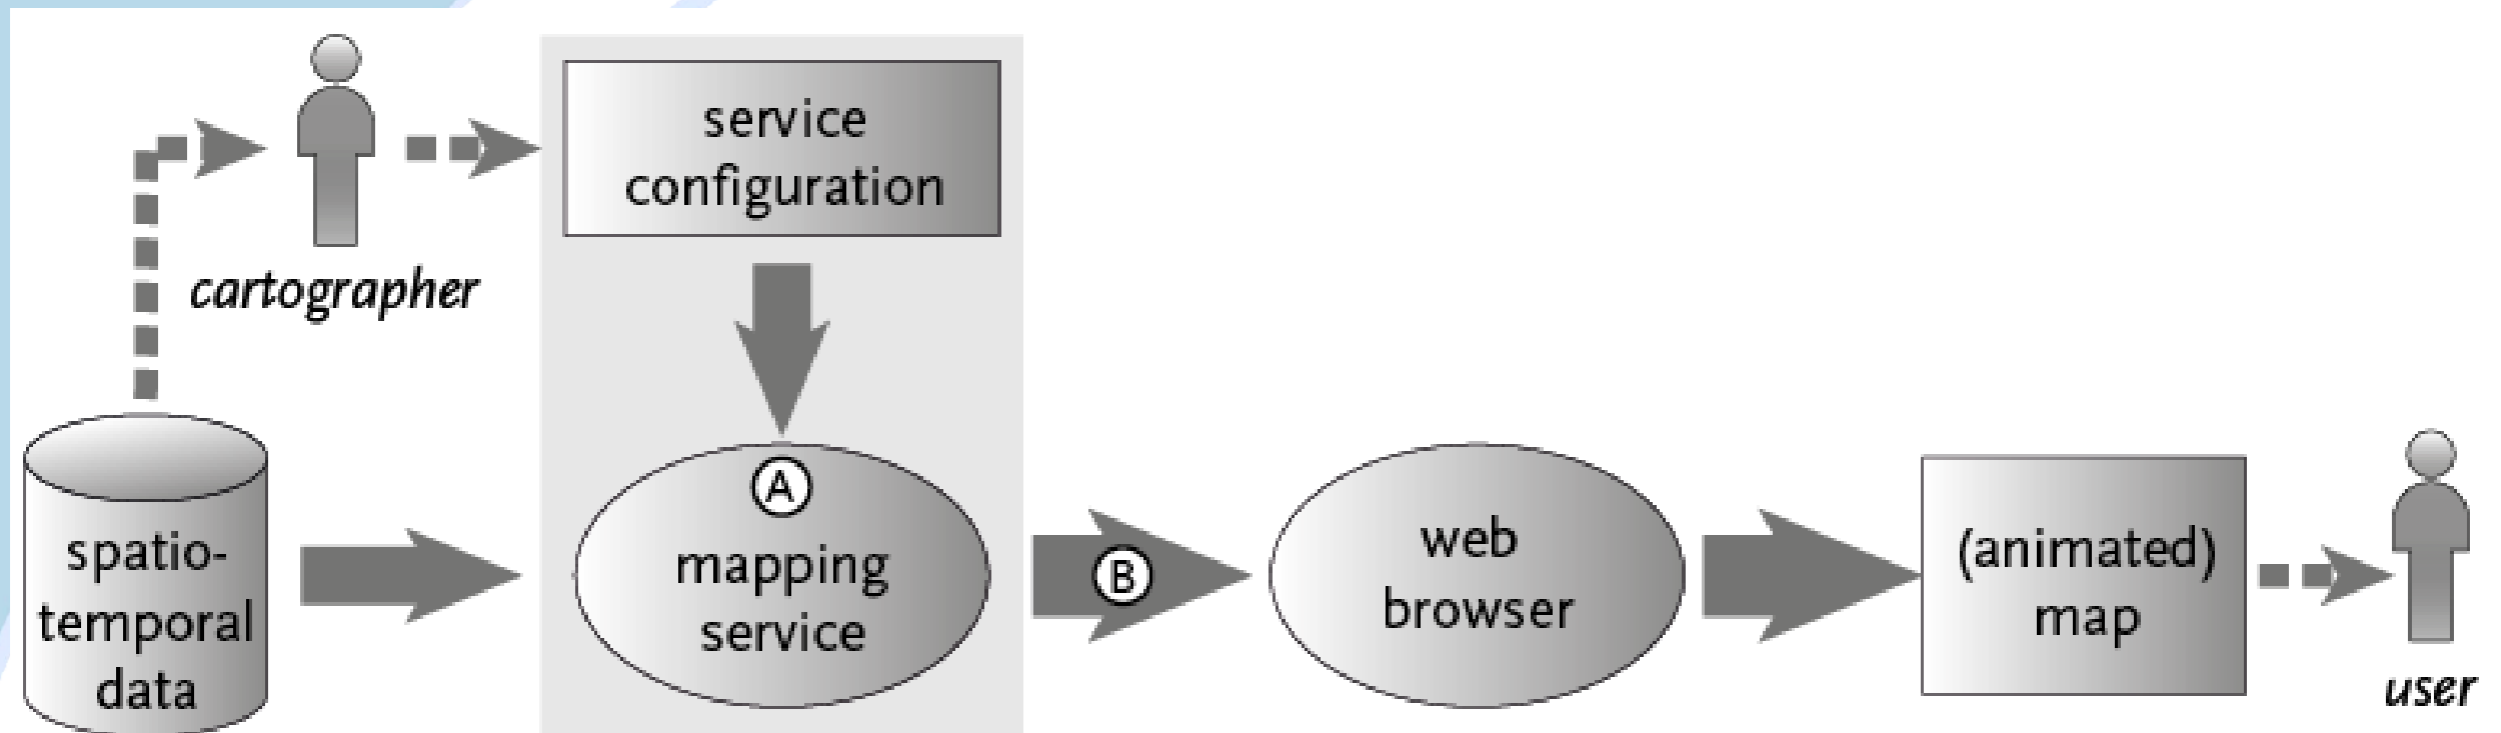 service
configuration
cartographer
A
mapping
service
spatio-
temporal
data
B
web
browser
(animated)
map
user